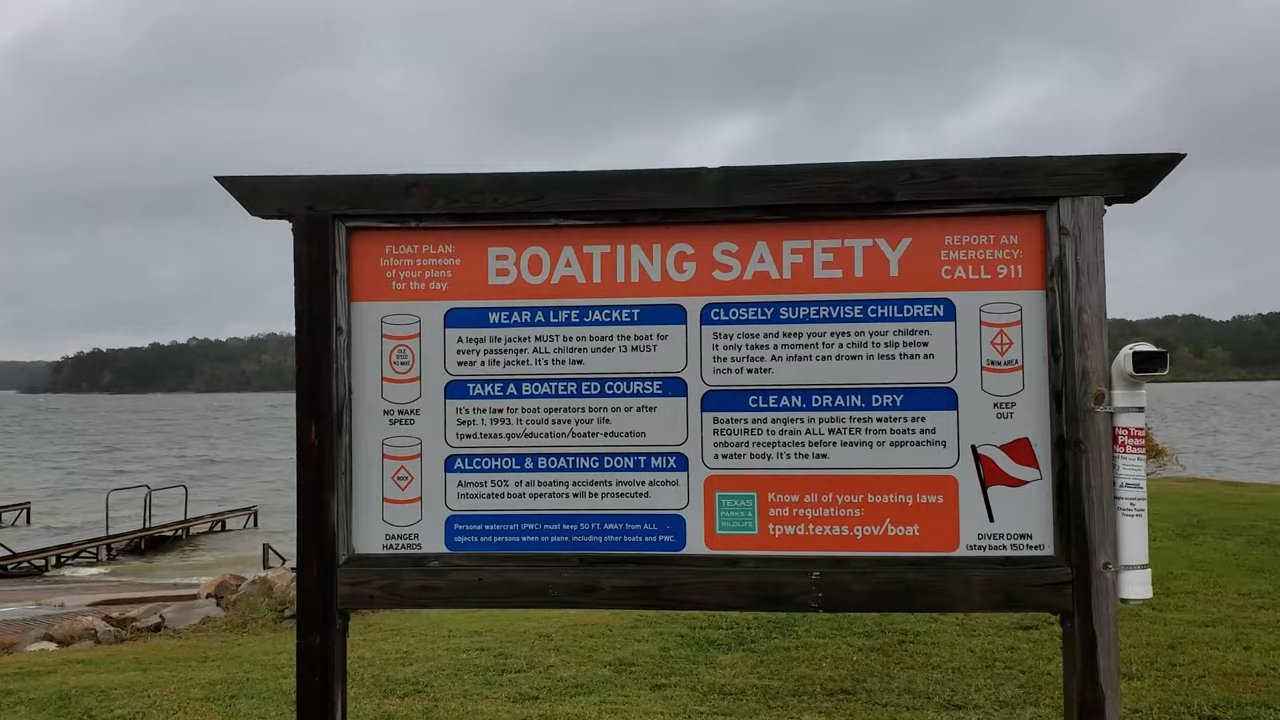 FLOAT PLAN:
Inform someone
of your plans
for the day.
BOATING SAFETY
REPORT AN
EMERGENCY:
CALL 911
IDLE
SPEED
NO WAKE
NO WAKE
SPEED
ROCK
DANGER
HAZARDS
WEAR A LIFE JACKET
A legal life jacket MUST be on board the boat for
every passenger. ALL children under 13 MUST
wear a life jacket. It's the law.
TAKE A BOATER ED COURSE
It's the law for boat operators born on or after
Sept. 1, 1993. It could save your life.
tpwd.texas.gov/education/boater-education
ALCOHOL & BOATING DON'T MIX
Almost 50% of all boating accidents involve alcohol.
Intoxicated boat operators will be prosecuted.
Personal watercraft (PWC) must keep 50 FT. AWAY from ALL
objects and persons when on plane, including other boats and PWC.
CLOSELY SUPERVISE CHILDREN
Stay close and keep your eyes on your children.
It only takes a moment for a child to slip below
the surface. An infant can drown in less than an
inch of water.
CLEAN, DRAIN, DRY
Boaters and anglers in public fresh waters are
REQUIRED to drain ALL WATER from boats and
onboard receptacles before leaving or approaching
a water body. It's the law.
TEXAS
PARKS &
WILDLIFE
Know all of your boating laws
and regulations:
tpwd.texas.gov/boat
SWIM AREA
KEEP
OUT
DIVER DOWN
(stay back 150 feet)
No Tras
Please
No Basu